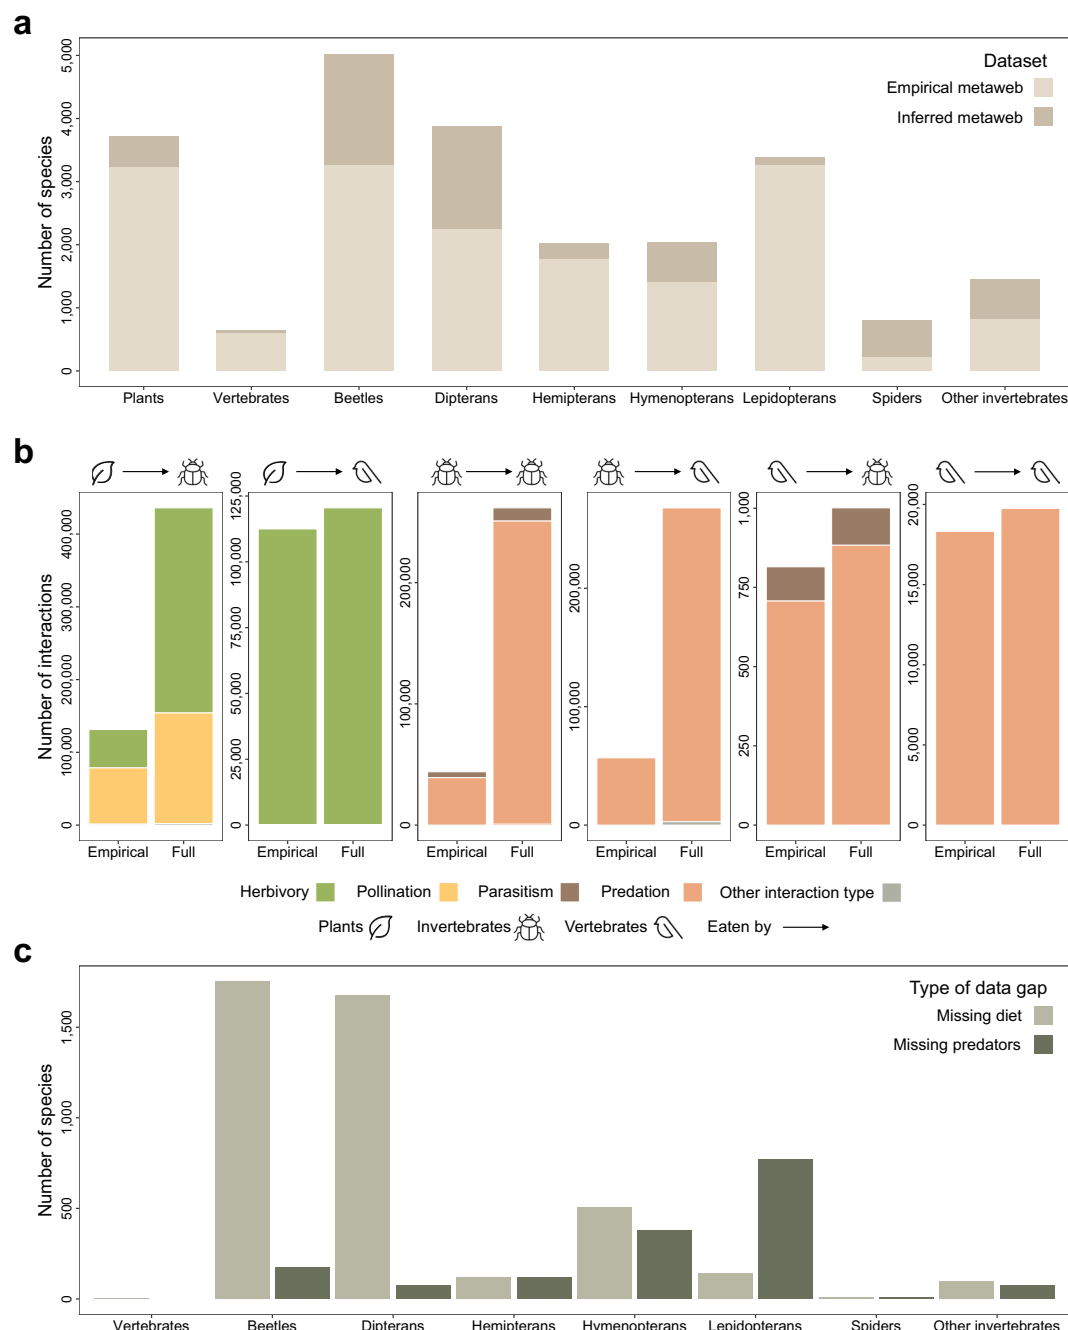 a
Dataset
Empirical metaweb
Inferred metaweb
Number of species
5,000
4,000
3,000
2,000
1,000
0
Plants Vertebrates Beetles Dipterans Hemipterans Hymenopterans Lepidopterans Spiders Other invertebrates
b
Number of interactions
400,000
300,000
200,000
100,000
0
125,000
100,000
75,000
50,000
25,000
0
200,000
100,000
0
200,000
100,000
0
1,100
750
500
250
0
20,000
15,000
10,000
5,000
0
Empirical Full Empirical Full Empirical Full Empirical Full Empirical Full Empirical Full
Herbivory Pollination Parasitism Predation Other interaction type
Plants Invertebrates Vertebrates Eaten by
c
Type of data gap
Missing diet
Missing predators
Number of species
1,500
1,000
500
0
Vertebrates Beetles Dipterans Hemipterans Hymenopterans Lepidopterans Spiders Other invertebrates